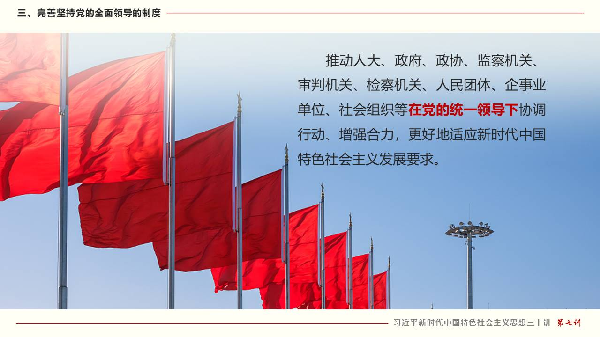 三、完善坚持党的全面领导的制度
推动人大、政府、政协、监察机关、
审判机关、检察机关、人民团体、企事业
单位、社会组织等在党的统一领导下协调
行动、增强合力，更好地适应新时代中国
特色社会主义发展要求。
习近平新时代中国特色社会主义思想三十讲 第七讲